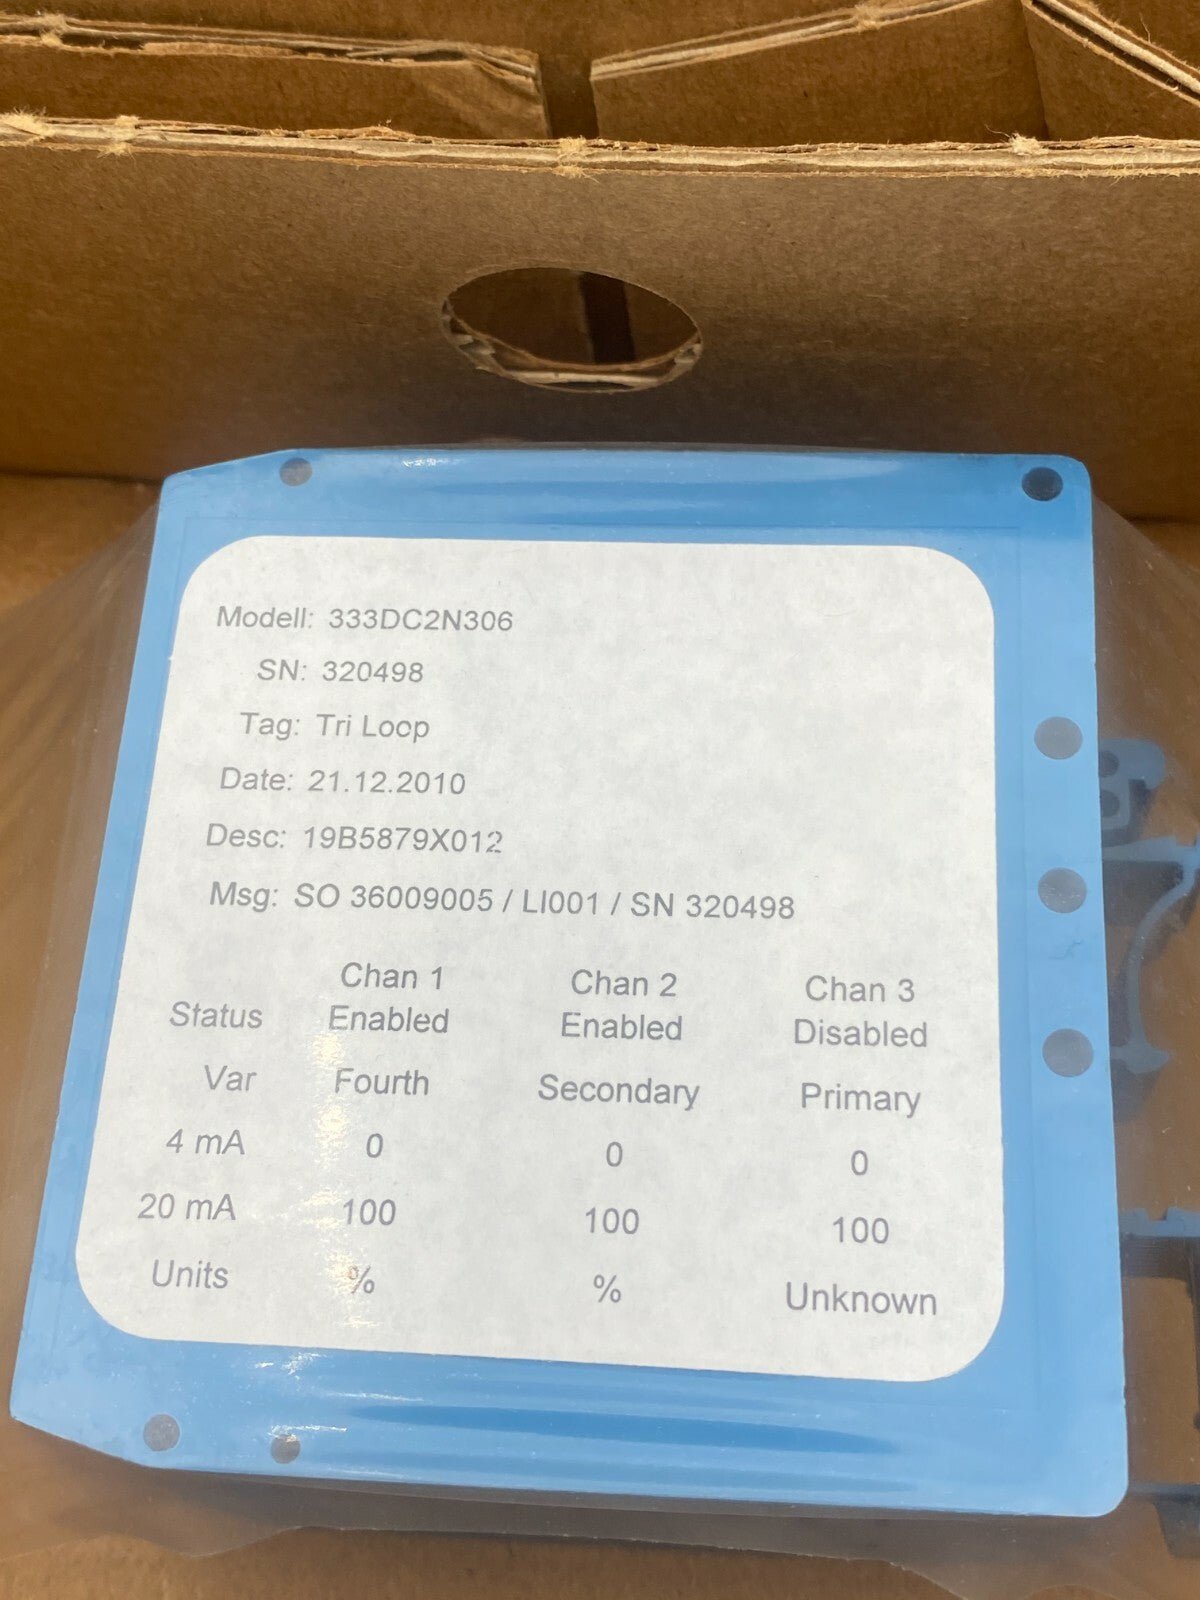 Modell: 333DC2N306
SN: 320498
Tag: Tri Loop
Date: 21.12.2010
Desc: 19B5879X012
Msg: SO 36009005 / LI001 / SN 320498
Chan 1 Chan 2 Chan 3
Status Enabled Enabled Disabled
Var Fourth Secondary Primary
4 mA 0 0 0
20 mA 100 100 100
Units % % Unknown